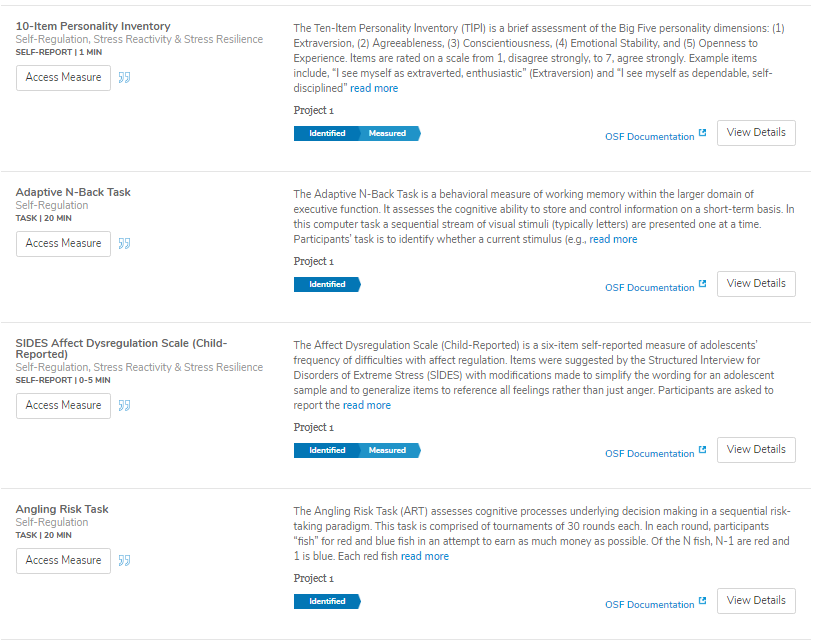 10-Item Personality Inventory
Self-Regulation, Stress Reactivity & Stress Resilience
SELF-REPORT | 1 MIN
Access Measure
The Ten-Item Personality Inventory (TIPI) is a brief assessment of the Big Five personality dimensions: (1)
Extraversion, (2) Agreeableness, (3) Conscientiousness, (4) Emotional Stability, and (5) Openness to
Experience. Items are rated on a scale from 1, disagree strongly, to 7, agree strongly. Example items
include, "I see myself as extraverted, enthusiastic" (Extraversion) and "I see myself as dependable, self-
disciplined" read more
Project 1
Identified Measured
OSF Documentation View Details
Adaptive N-Back Task
Self-Regulation
TASK | 20 MIN
Access Measure
The Adaptive N-Back Task is a behavioral measure of working memory within the larger domain of
executive function. It assesses the cognitive ability to store and control information on a short-term basis. In
this computer task a sequential stream of visual stimuli (typically letters) are presented one at a time.
Participants' task is to identify whether a current stimulus (e.g., read more
Project 1
Identified
OSF Documentation View Details
SIDES Affect Dysregulation Scale (Child-
Reported)
Self-Regulation, Stress Reactivity & Stress Resilience
SELF-REPORT | 0-5 MIN
Access Measure
The Affect Dysregulation Scale (Child-Reported) is a six-item self-reported measure of adolescents'
frequency of difficulties with affect regulation. Items were suggested by the Structured Interview for
Disorders of Extreme Stress (SIDES) with modifications made to simplify the wording for an adolescent
sample and to generalize items to reference all feelings rather than just anger. Participants are asked to
report the read more
Project 1
Identified Measured
OSF Documentation View Details
Angling Risk Task
Self-Regulation
TASK | 20 MIN
Access Measure
The Angling Risk Task (ART) assesses cognitive processes underlying decision making in a sequential risk-
taking paradigm. This task is comprised of tournaments of 30 rounds each. In each round, participants
"fish" for red and blue fish in an attempt to earn as much money as possible. Of the N fish, N-1 are red and
1 is blue. Each red fish read more
Project 1
Identified
OSF Documentation View Details